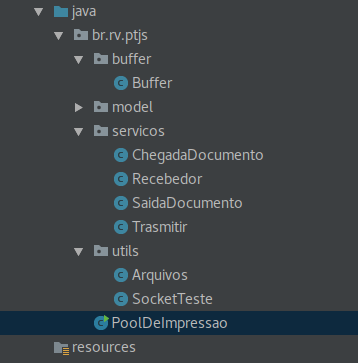 java
br.rv.ptjs
buffer
Buffer
model
servicos
ChegadaDocumento
Recebedor
SaidaDocumento
Trasmitir
utils
Arquivos
SocketTeste
PoolDeImpressao
resources